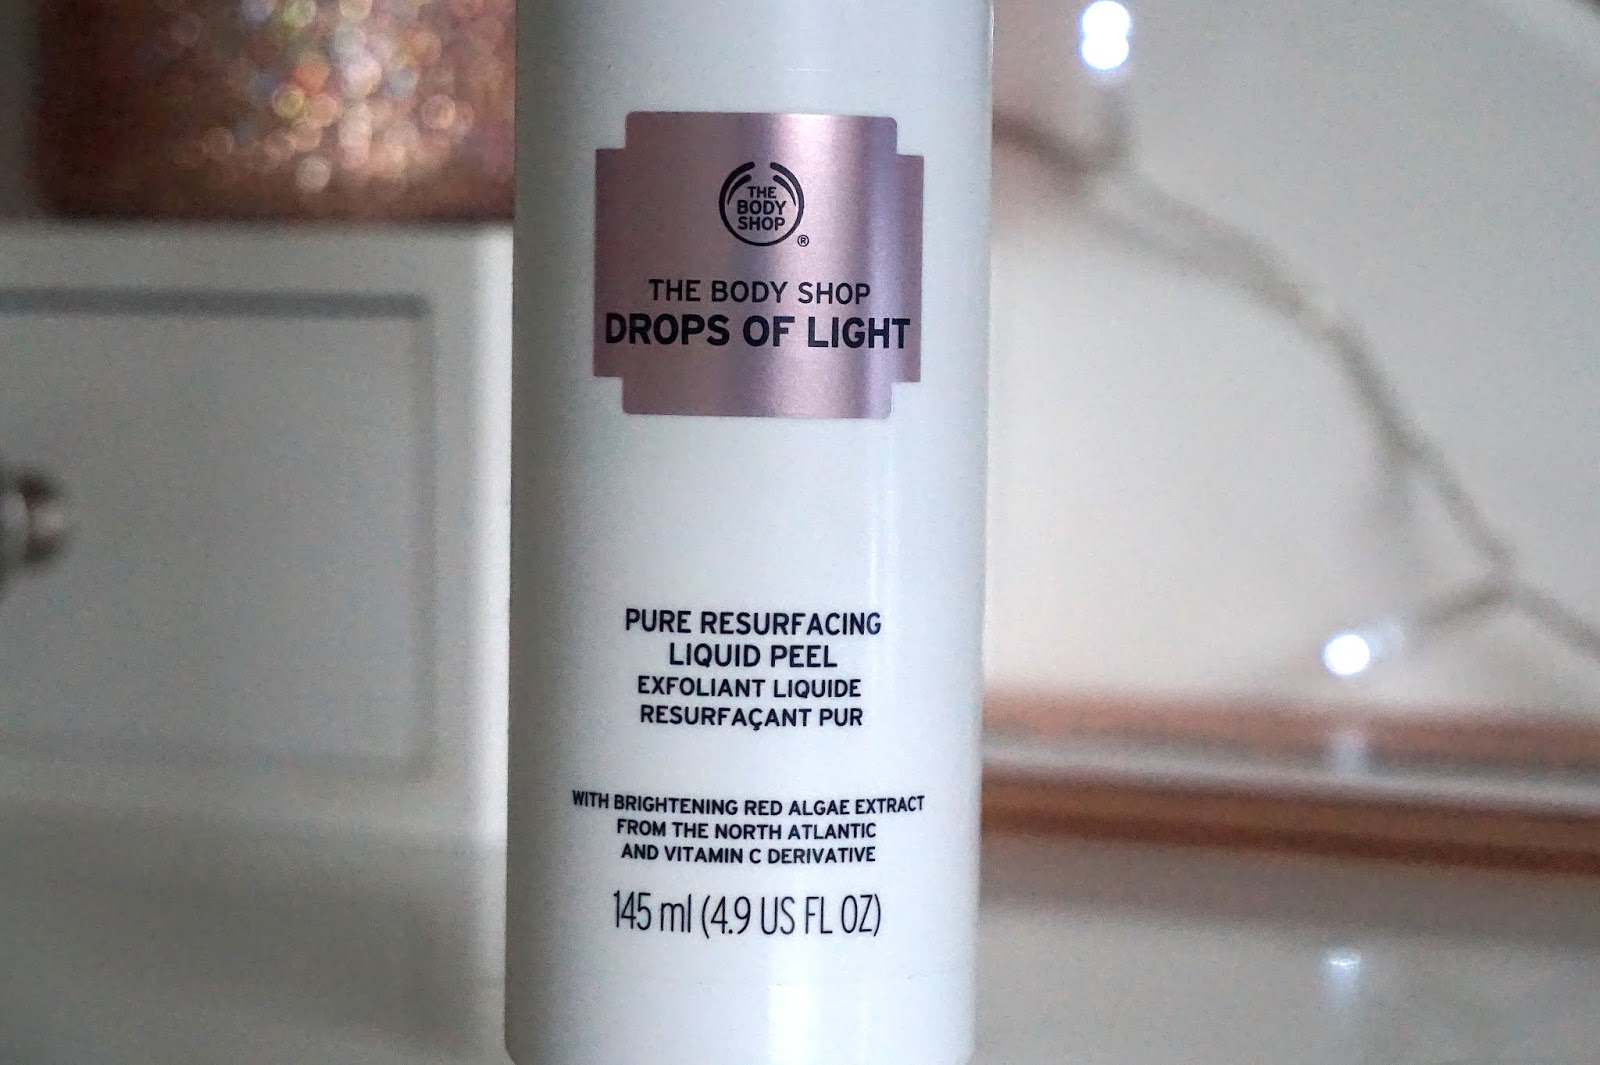 THE
BODY
SHOP
®
THE BODY SHOP
DROPS OF LIGHT
PURE RESURFACING
LIQUID PEEL
EXFOLIANT LIQUIDE
RESURFAÇANT PUR
WITH BRIGHTENING RED ALGAE EXTRACT
FROM THE NORTH ATLANTIC
AND VITAMIN C DERIVATIVE
145 ml (4.9 US FL OZ)